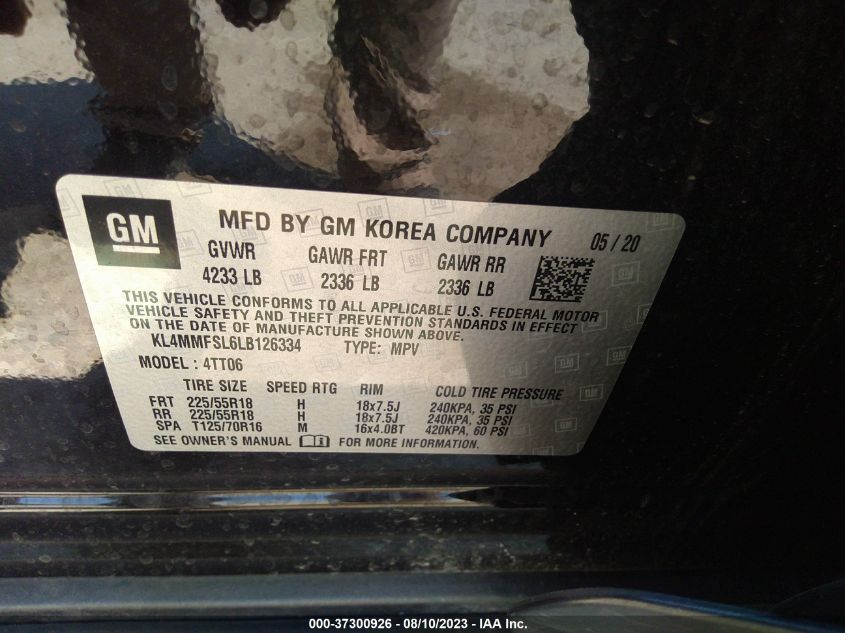 GM MFD BY GM KOREA COMPANY 05 / 20
GVWR GAWR FRT GAWR RR
4233 LB 2336 LB 2336 LB
THIS VEHICLE CONFORMS TO ALL APPLICABLE U.S. FEDERAL MOTOR
VEHICLE SAFETY AND THEFT PREVENTION STANDARDS IN EFFECT
ON THE DATE OF MANUFACTURE SHOWN ABOVE.
KL4MMFSL6LB126334 TYPE: MPV
MODEL: 4TT06
TIRE SIZE SPEED RTG RIM COLD TIRE PRESSURE
FRT 225/55R18 H 18x7.5J 240KPA, 35 PSI
RR 225/55R18 H 18x7.5J 240KPA, 35 PSI
SPA T125/70R16 M 16x4.0BT 420KPA, 60 PSI
SEE OWNER'S MANUAL FOR MORE INFORMATION.
000-37300926 - 08/10/2023 - IAA Inc.